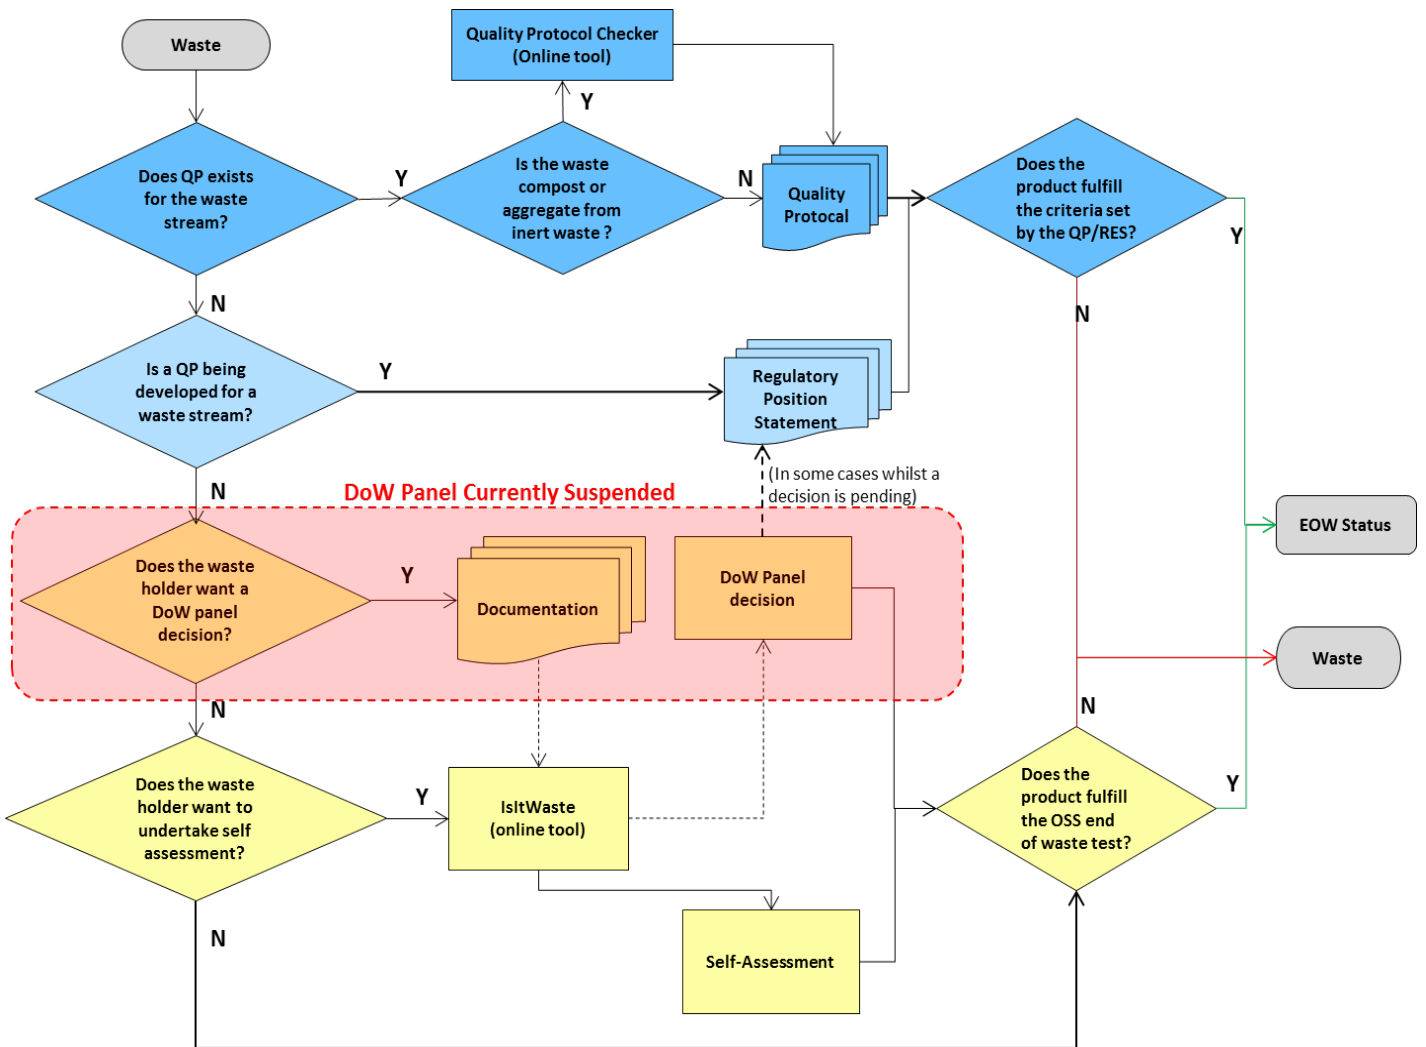 Waste
Quality Protocol Checker
(Online tool)
Y
Does QP exists
for the waste
stream?
Y
Is the waste
compost or
aggregate from
inert waste ?
N
Quality
Protocal
Does the
product fulfill
the criteria set
by the QP/RES?
Y
N
N
Is a QP being
developed for a
waste stream?
Y
Regulatory
Position
Statement
(In some cases whilst a
decision is pending)
N
DoW Panel Currently Suspended
EOW Status
Does the waste
holder want a
DoW panel
decision?
Y
Documentation
DoW Panel
decision
Waste
N
N
Does the waste
holder want to
undertake self
assessment?
Y
IsItWaste
(online tool)
Does the
product fulfill
the OSS end
of waste test?
Y
N
Self-Assessment